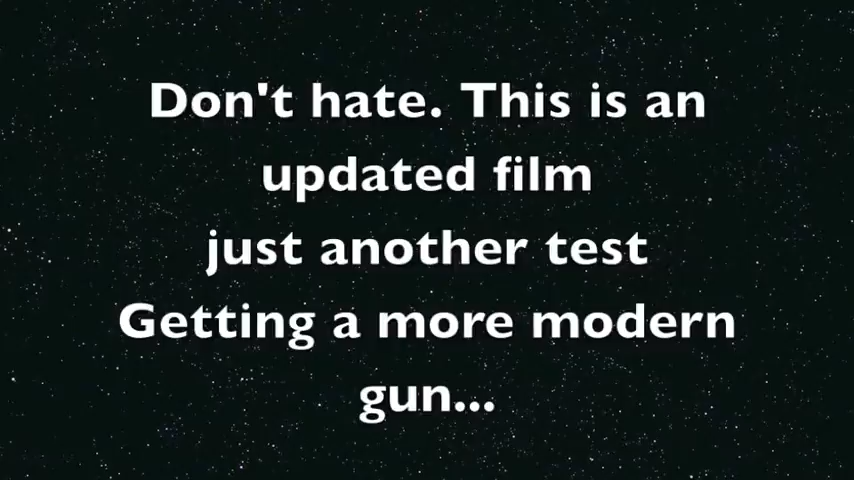 Don't hate. This is an
updated film
just another test
Getting a more modern
gun...